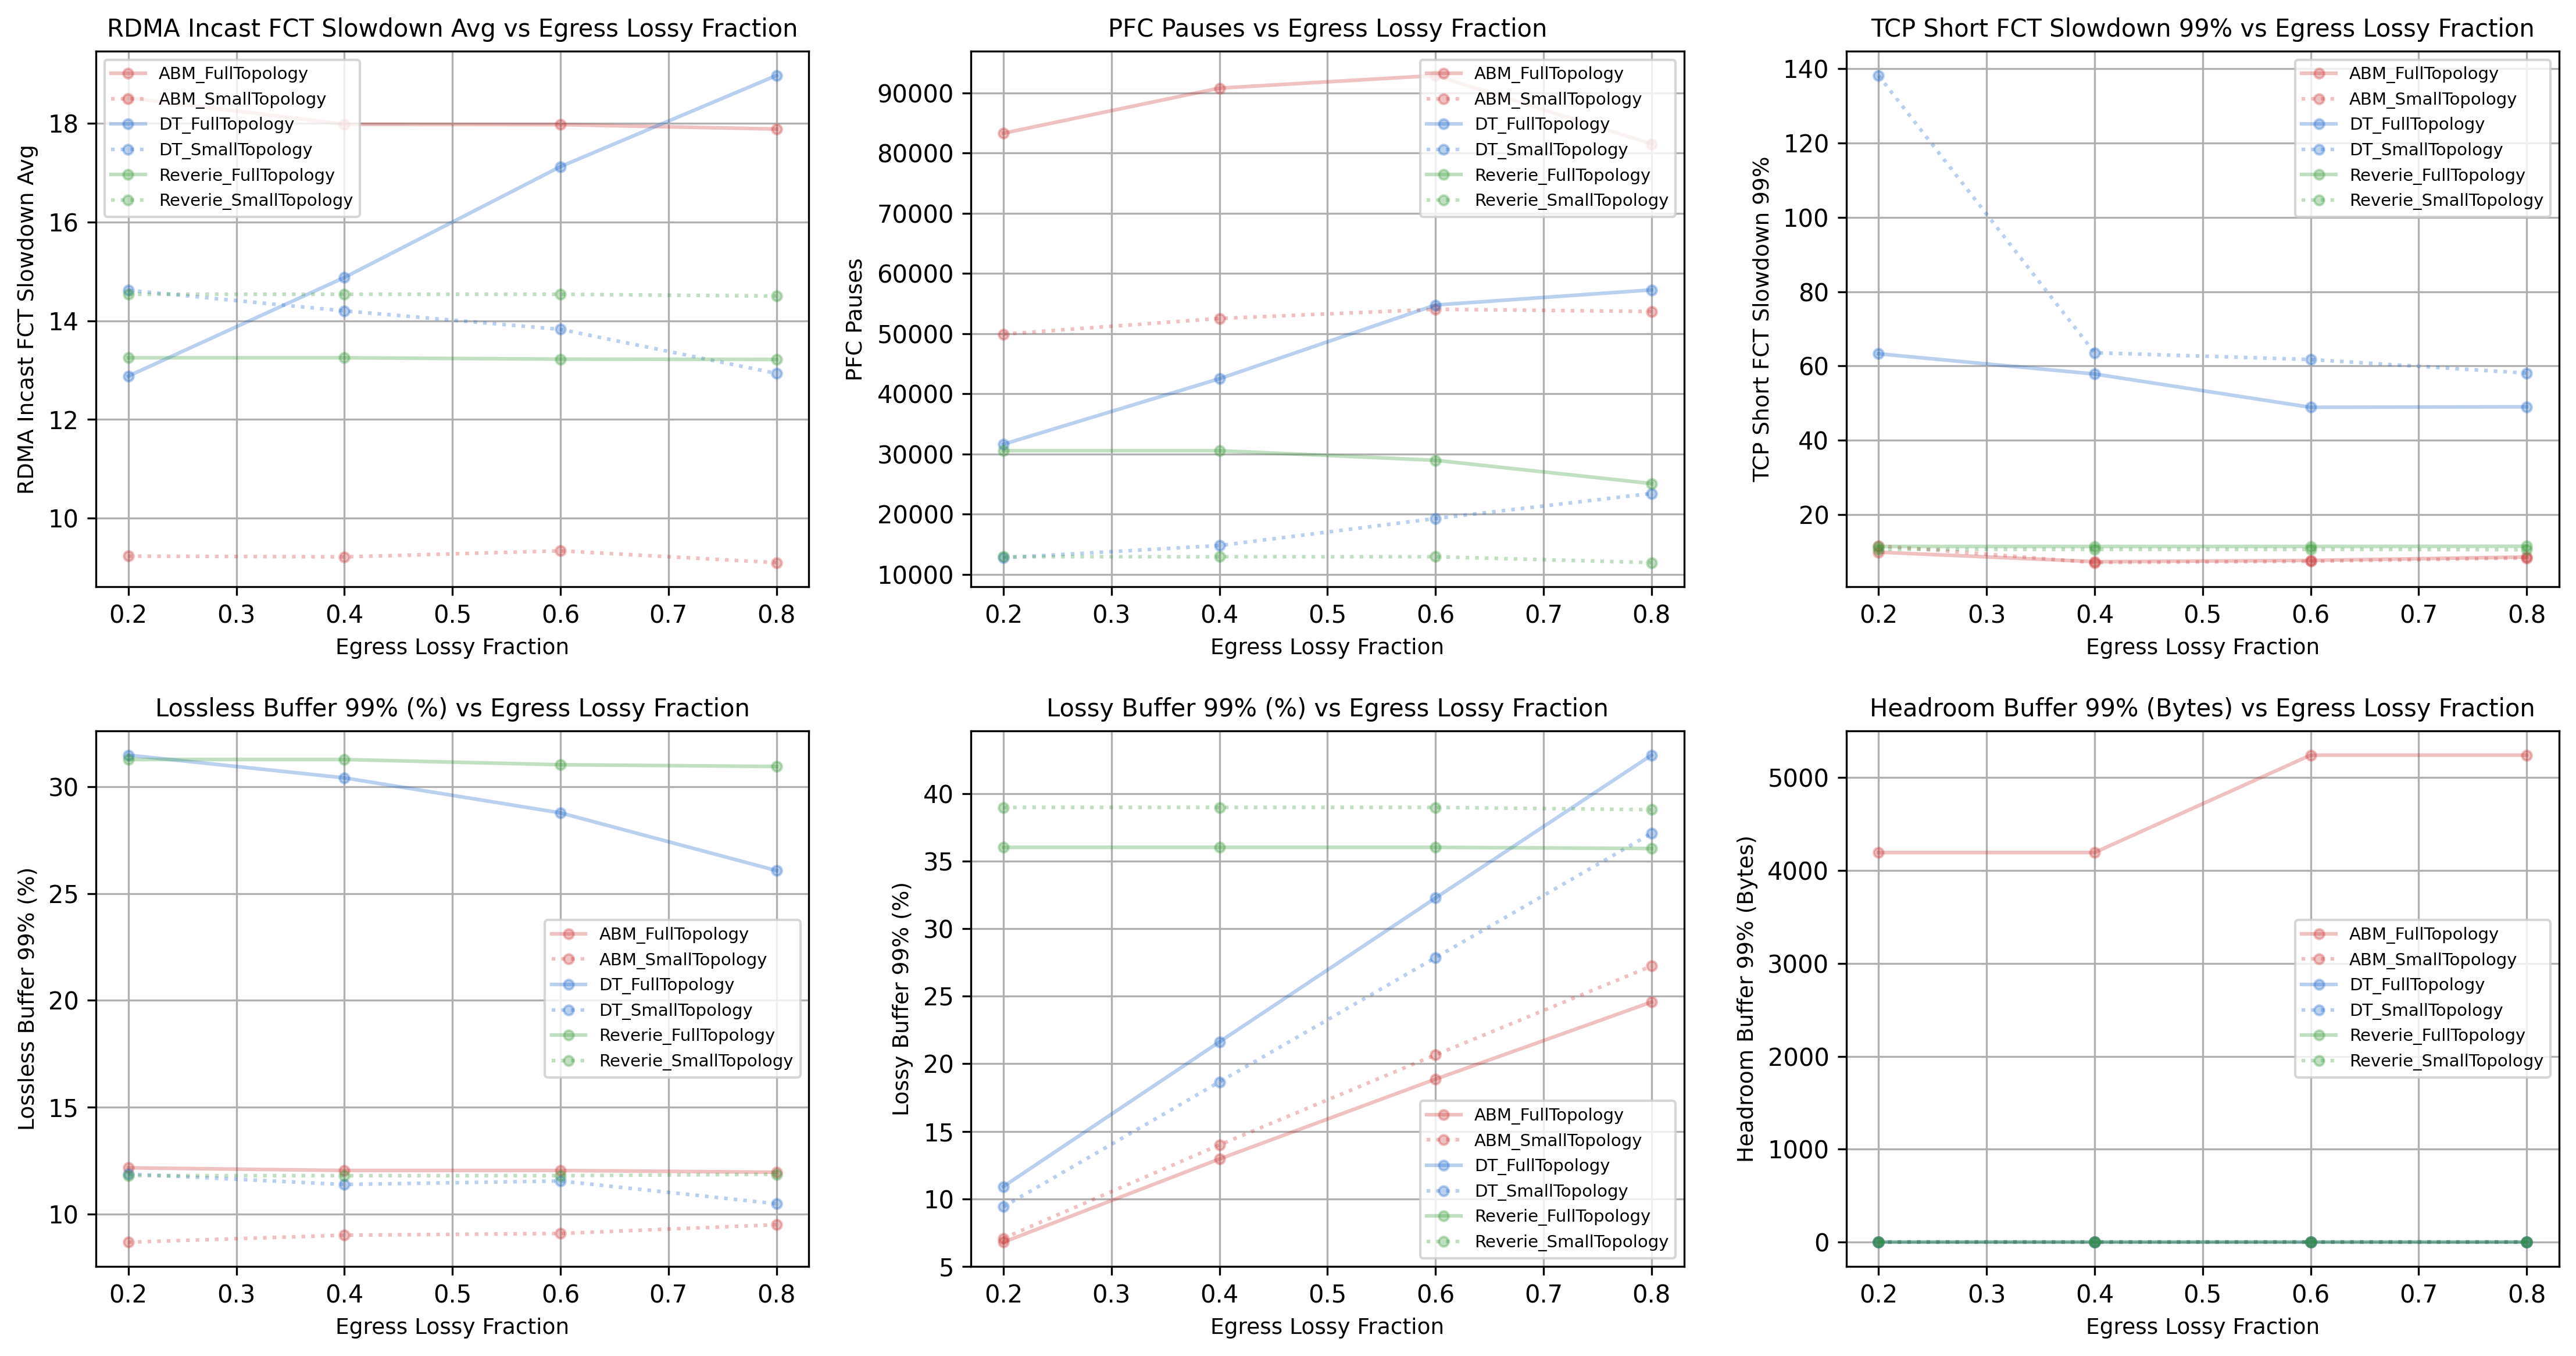 RDMA Incast FCT Slowdown Avg vs Egress Lossy Fraction
RDMA Incast FCT Slowdown Avg
18
16
14
12
10
ABM_FullTopology
ABM_SmallTopology
DT_FullTopology
DT_SmallTopology
Reverie_FullTopology
Reverie_SmallTopology
0.2 0.3 0.4 0.5 0.6 0.7 0.8
Egress Lossy Fraction
PFC Pauses vs Egress Lossy Fraction
PFC Pauses
90000
80000
70000
60000
50000
40000
30000
20000
10000
ABM_FullTopology
ABM_SmallTopology
DT_FullTopology
DT_SmallTopology
Reverie_FullTopology
Reverie_SmallTopology
0.2 0.3 0.4 0.5 0.6 0.7 0.8
Egress Lossy Fraction
TCP Short FCT Slowdown 99% vs Egress Lossy Fraction
TCP Short FCT Slowdown 99%
140
120
100
80
60
40
20
ABM_FullTopology
ABM_SmallTopology
DT_FullTopology
DT_SmallTopology
Reverie_FullTopology
Reverie_SmallTopology
0.2 0.3 0.4 0.5 0.6 0.7 0.8
Egress Lossy Fraction
Lossless Buffer 99% (%) vs Egress Lossy Fraction
Lossless Buffer 99% (%)
30
25
20
15
10
ABM_FullTopology
ABM_SmallTopology
DT_FullTopology
DT_SmallTopology
Reverie_FullTopology
Reverie_SmallTopology
0.2 0.3 0.4 0.5 0.6 0.7 0.8
Egress Lossy Fraction
Lossy Buffer 99% (%) vs Egress Lossy Fraction
Lossy Buffer 99% (%)
40
35
30
25
20
15
10
5
ABM_FullTopology
ABM_SmallTopology
DT_FullTopology
DT_SmallTopology
Reverie_FullTopology
Reverie_SmallTopology
0.2 0.3 0.4 0.5 0.6 0.7 0.8
Egress Lossy Fraction
Headroom Buffer 99% (Bytes) vs Egress Lossy Fraction
Headroom Buffer 99% (Bytes)
5000
4000
3000
2000
1000
0
ABM_FullTopology
ABM_SmallTopology
DT_FullTopology
DT_SmallTopology
Reverie_FullTopology
Reverie_SmallTopology
0.2 0.3 0.4 0.5 0.6 0.7 0.8
Egress Lossy Fraction